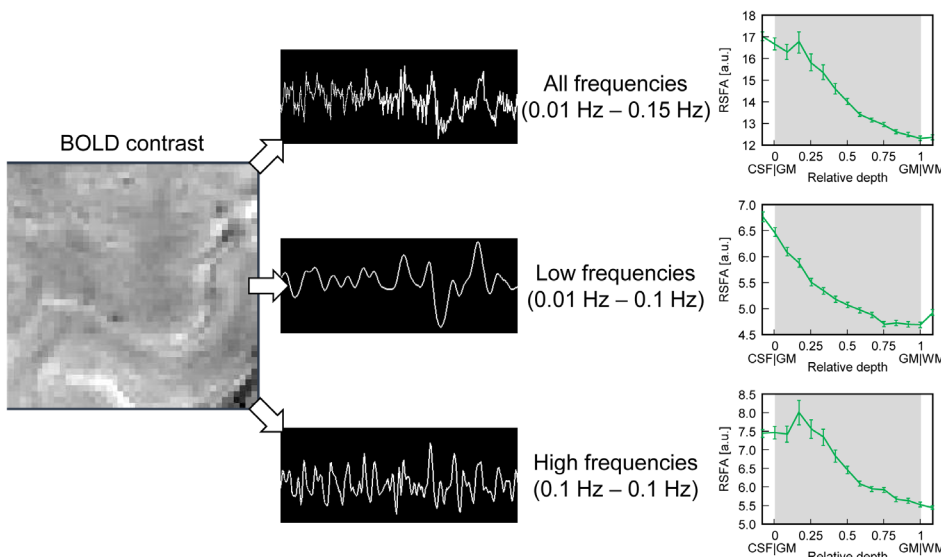 BOLD contrast
All frequencies
(0.01 Hz – 0.15 Hz)
RSFA [a.u.]
18
17
16
15
14
13
12
0 0.25 0.5 0.75 1
CSF|GM GM|WM
Relative depth
Low frequencies
(0.01 Hz – 0.1 Hz)
RSFA [a.u.]
7.0
6.5
6.0
5.5
5.0
4.5
0 0.25 0.5 0.75 1
CSF|GM GM|WM
Relative depth
High frequencies
(0.1 Hz – 0.1 Hz)
RSFA [a.u.]
8.5
8.0
7.5
7.0
6.5
6.0
5.5
5.0
0 0.25 0.5 0.75 1
CSF|GM GM|WM
Relative depth